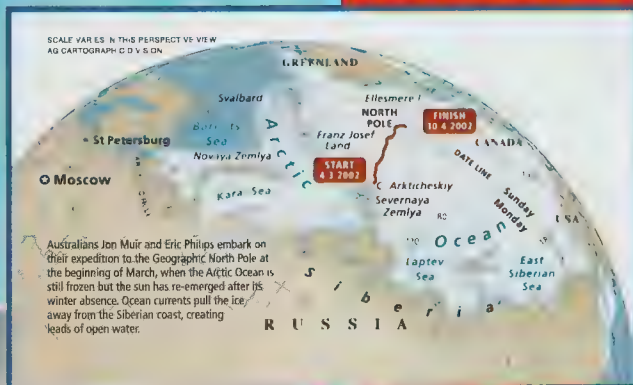 SCALE VARIES IN THIS PERSPECTIVE VIEW
AG CARTOGRAPHIC DIVISION
GREENLAND
Svalbard
Ellesmere I
NORTH
POLE
FINISH
10 4 2002
CANADA
St Petersburg
Barents
Sea
Franz Josef
Land
Novaya Zemlya
START
4 3 2002
DATE LINE
Moscow
Arctic
Kara Sea
C Arkticheskiy
Severnaya
Zemlya
80
Sunday
Monday
USA
Ocean
Laptev
Sea
East
Siberian
Sea
Australians Jon Muir and Eric Philips embark on
their expedition to the Geographic North Pole at
the beginning of March, when the Arctic Ocean is
still frozen but the sun has re-emerged after its
winter absence. Ocean currents pull the ice
away from the Siberian coast, creating
leads of open water.
Siberia
RUSSIA